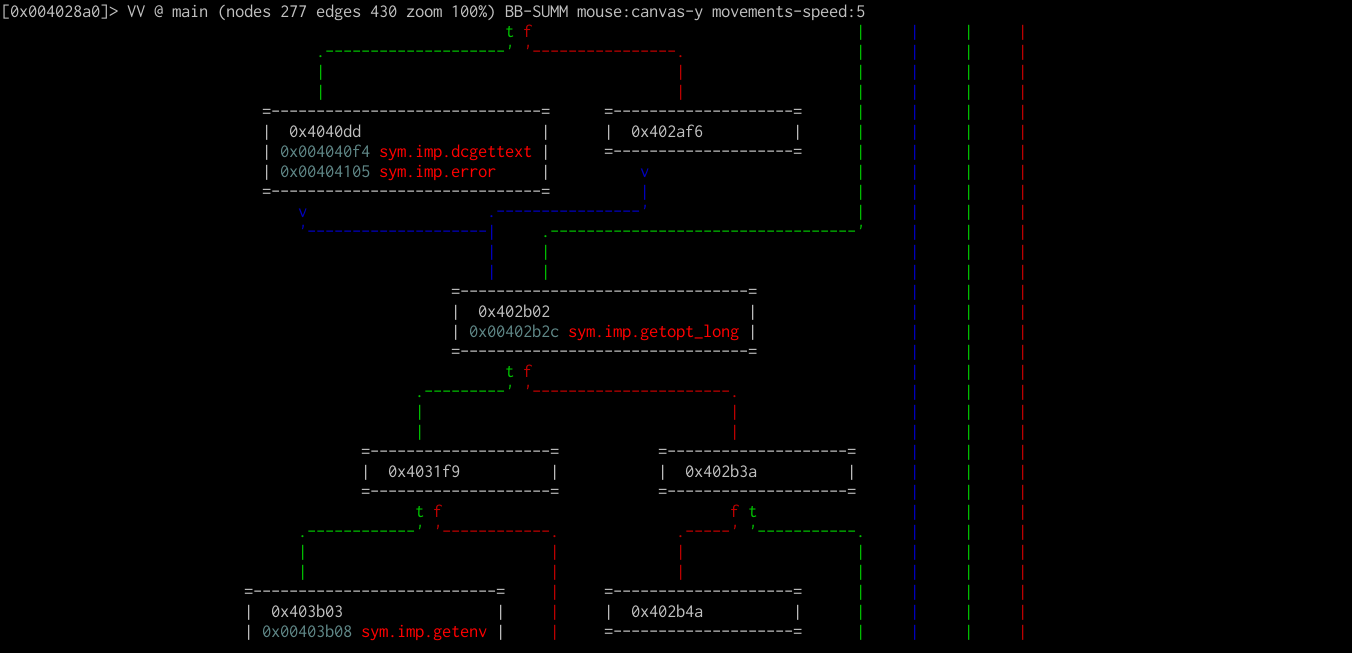 [0x004028a0]> VV @ main (nodes 277 edges 430 zoom 100%) BB-SUMM mouse:canvas-y movements-speed:5
t f
0x4040dd
0x004040f4 sym.imp.dcgettext
0x00404105 sym.imp.error
0x402af6
v
v
0x402b02
0x00402b2c sym.imp.getopt_long
t f
0x4031f9
0x402b3a
t f
f t
0x403b03
0x00403b08 sym.imp.getenv
0x402b4a